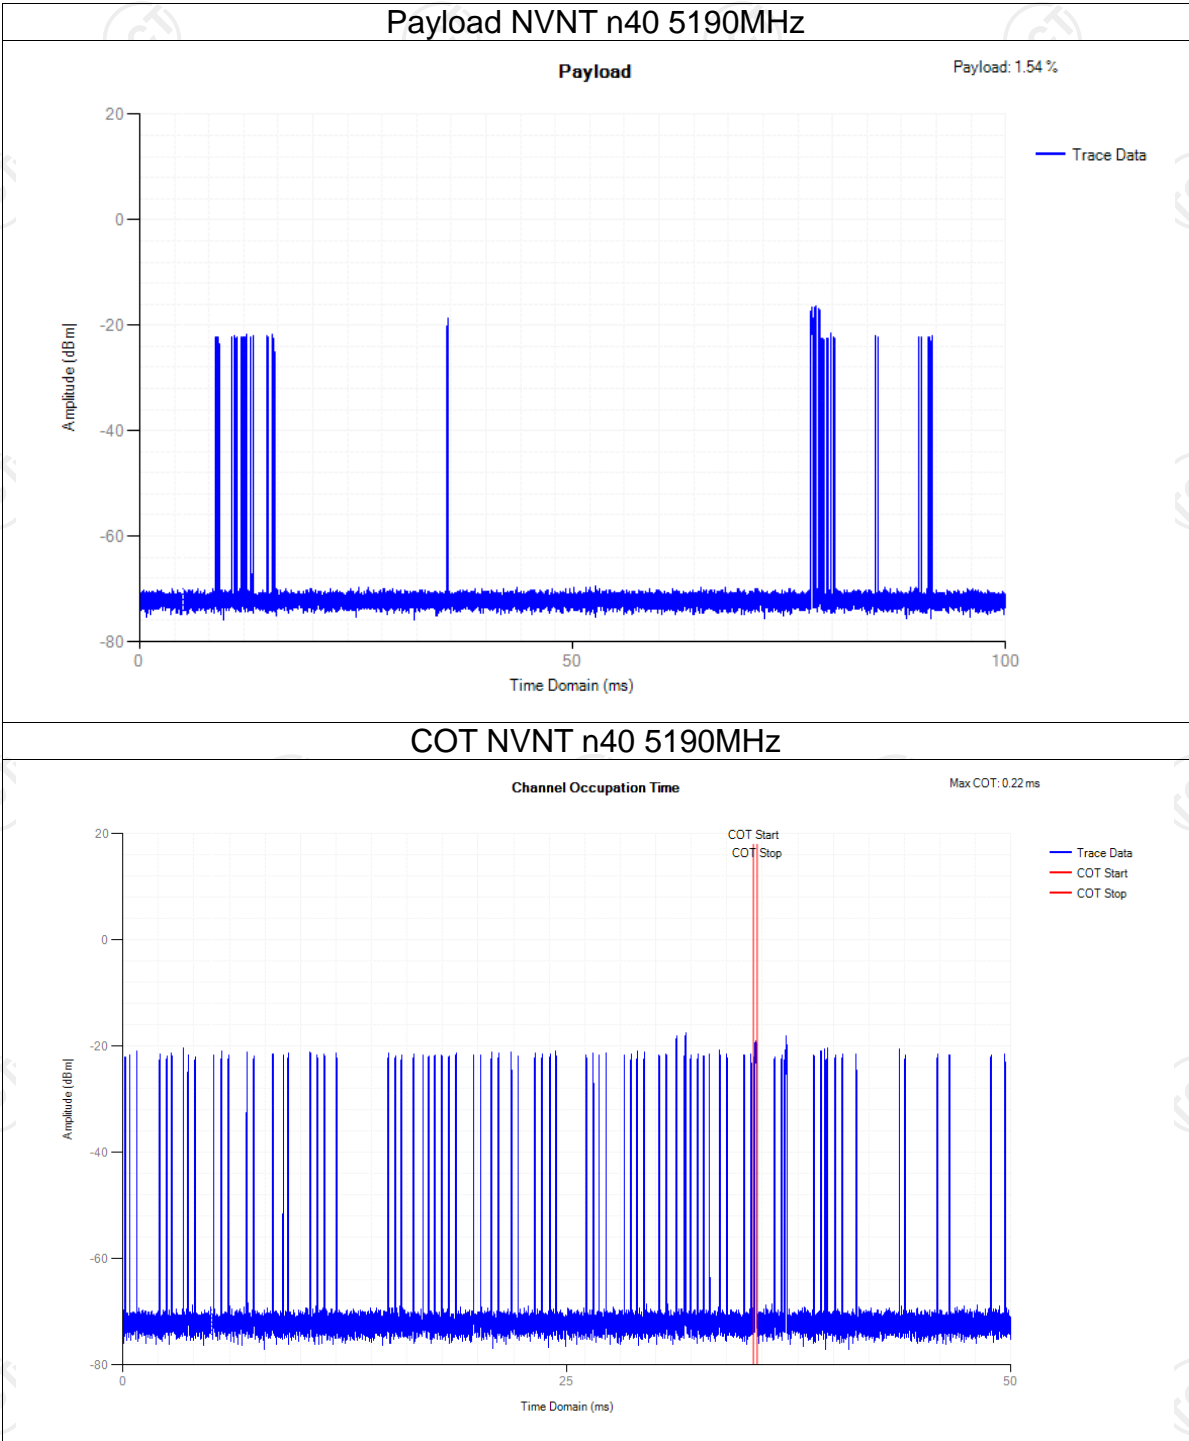 Payload NVNT n40 5190MHz
Payload
Payload: 1.54 %
20
0
-20
-40
-60
-80
Amplitude [dBm]
Trace Data
0
50
100
Time Domain (ms)
COT NVNT n40 5190MHz
Channel Occupation Time
Max COT: 0.22 ms
COT Start
COT Stop
20
0
-20
-40
-60
-80
Amplitude [dBm]
Trace Data
COT Start
COT Stop
0
25
50
Time Domain (ms)